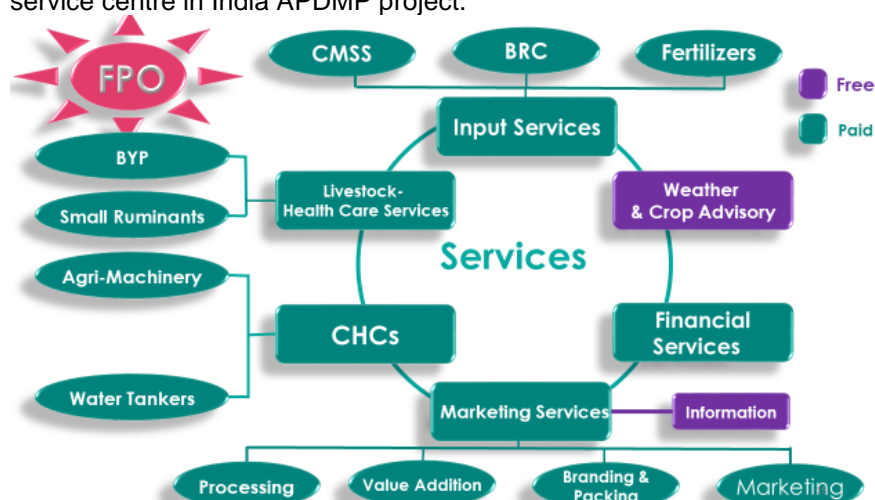 service centre in India APDMP project.
FPO
CMSS
BRC
Fertilizers
Free
Paid
Input Services
BYP
Small Ruminants
Livestock-
Health Care Services
Weather
& Crop Advisory
Services
Agri-Machinery
CHCs
Financial
Services
Water Tankers
Marketing Services
Information
Processing
Value Addition
Branding &
Packing
Marketing